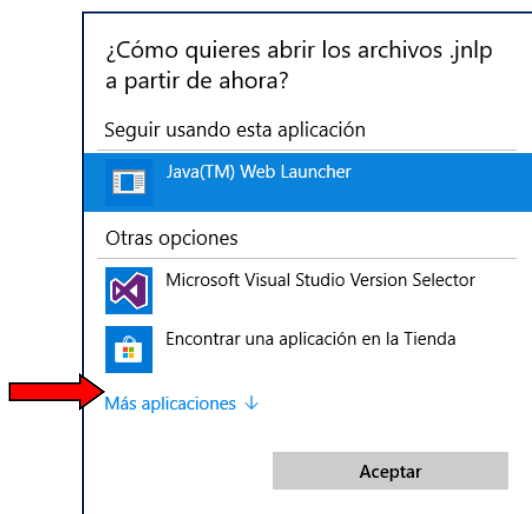 ¿Cómo quieres abrir los archivos .jnlp
a partir de ahora?
Seguir usando esta aplicación
Java(TM) Web Launcher
Otras opciones
Microsoft Visual Studio Version Selector
Encontrar una aplicación en la Tienda
Más aplicaciones ↓
Aceptar